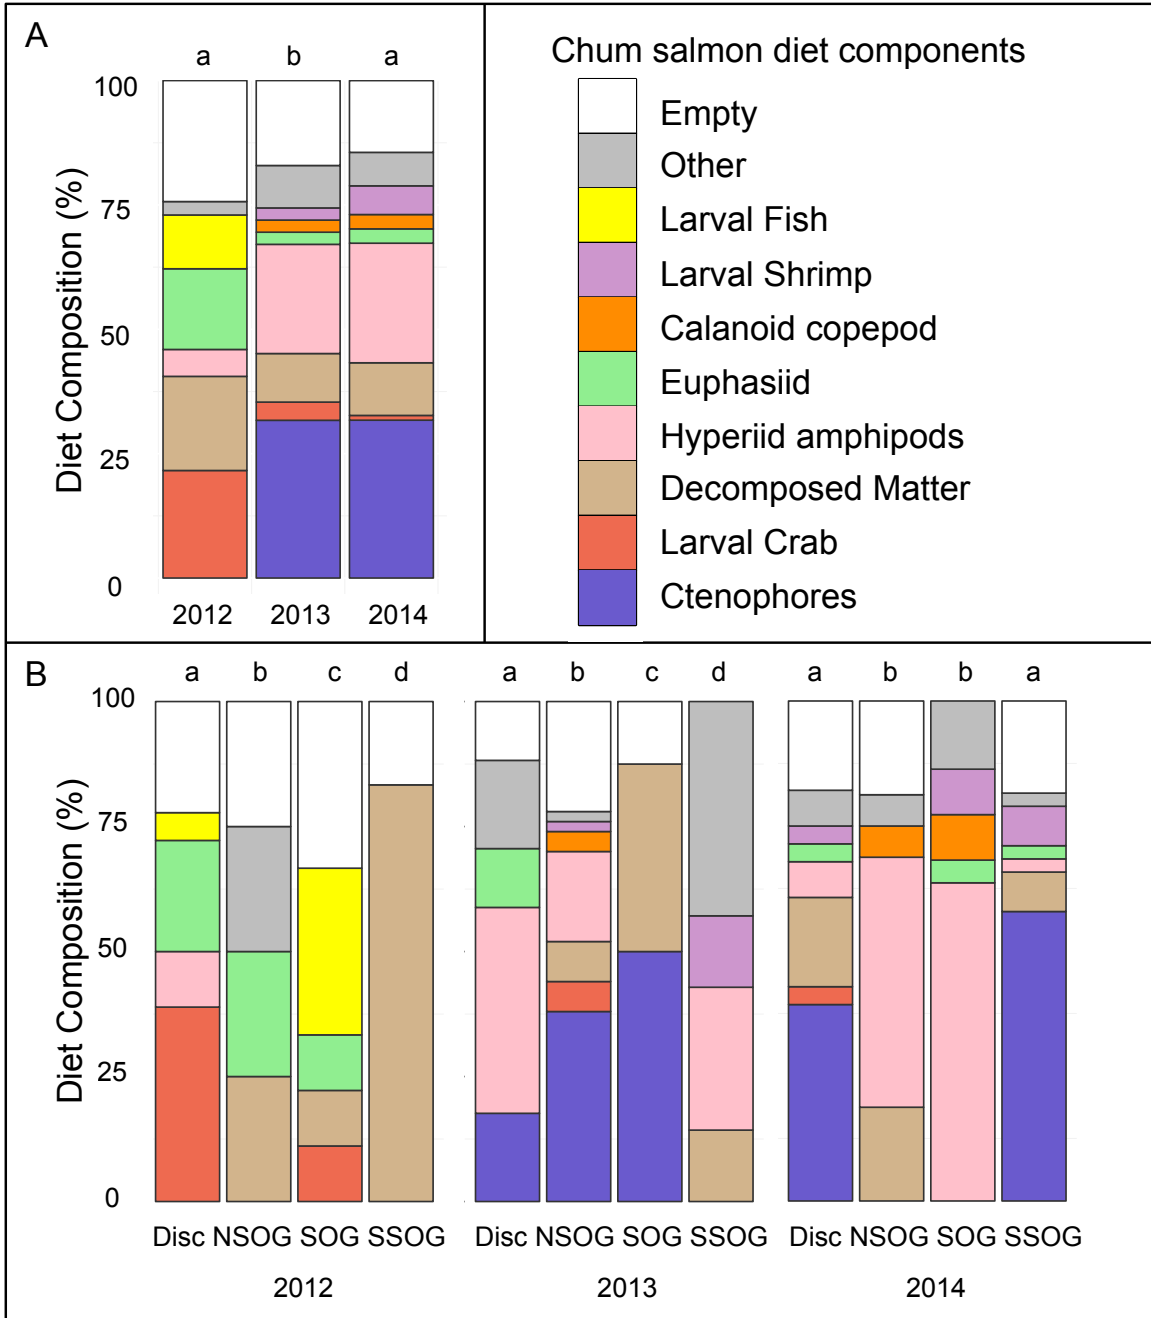 A
a b a
100
75
50
25
0
Diet Composition (%)
2012 2013 2014
Chum salmon diet components
Empty
Other
Larval Fish
Larval Shrimp
Calanoid copepod
Euphasiid
Hyperiid amphipods
Decomposed Matter
Larval Crab
Ctenophores
B
a b c d a b c d a b b a
100
75
50
25
0
Diet Composition (%)
Disc NSOG SOG SSOG Disc NSOG SOG SSOG Disc NSOG SOG SSOG
2012 2013 2014